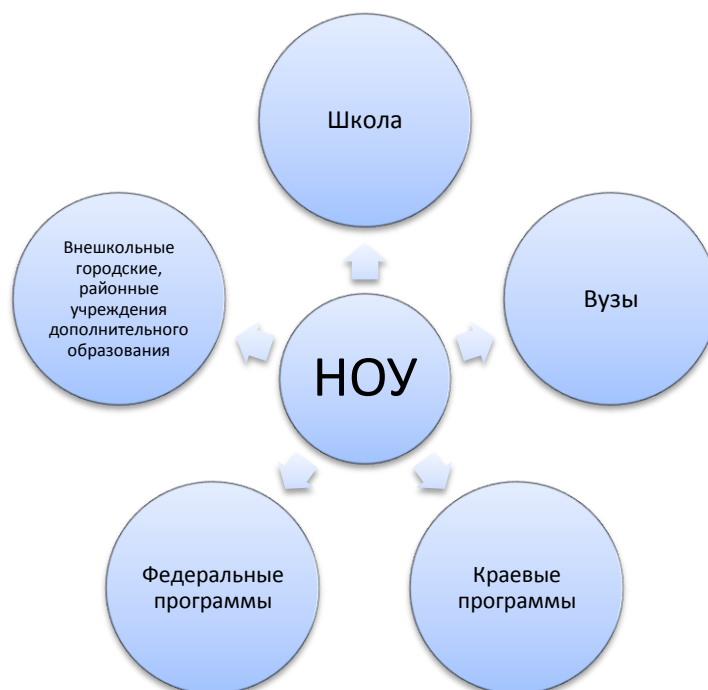 Школа
Внешкольные
городские,
районные
учреждения
дополнительного
образования
Вузы
НОУ
Федеральные
программы
Краевые
программы